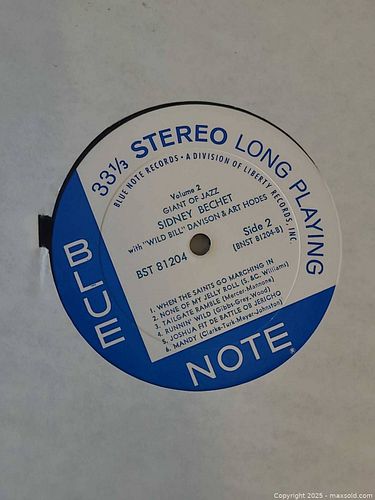 33⅓ STEREO LONG PLAYING
BLUE NOTE RECORDS • A DIVISION OF LIBERTY RECORDS, INC.
Volume 2
GIANT OF JAZZ
SIDNEY BECHET
with "WILD BILL" DAVISON & ART HODES
BST 81204
Side 2
(BNST 81204-B)
1. WHEN THE SAINTS GO MARCHING IN
2. NONE OF MY JELLY ROLL (S. &C. Williams)
3. TAILGATE RAMBLE (Mercer-Mannone)
4. RUNNIN' WILD (Gibbs-Grey-Wood)
5. JOSHUA FIT DE BATTLE OB JERICHO
6. MANDY (Clarke-Turk-Meyer-Johnston)
BLUE
NOTE
®
Copyright 2025 - maxsold.com